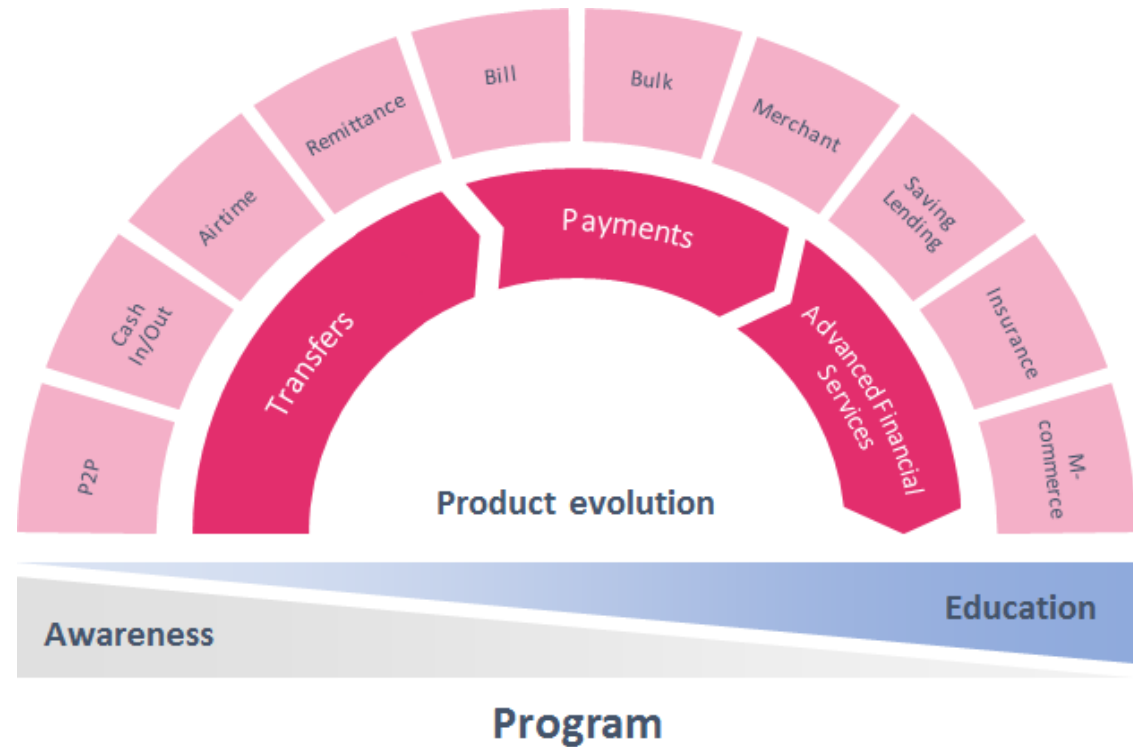 P2P
Cash
In/Out
Airtime
Remittance
Bill
Bulk
Merchant
Saving
Lending
Insurance
M-
commerce
Transfers
Payments
Advanced Financial
Services
Product evolution
Education
Awareness
Program